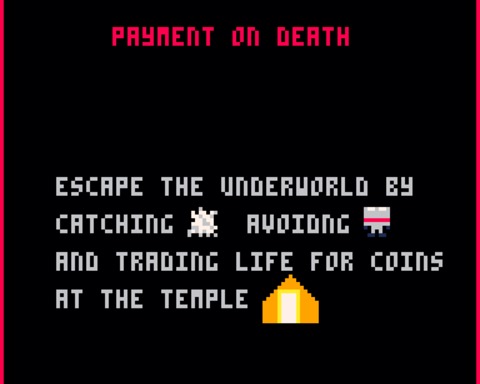 PAYMENT ON DEATH
ESCAPE THE UNDERWORLD BY
CATCHING AVOIDNG
AND TRADING LIFE FOR COINS
AT THE TEMPLE